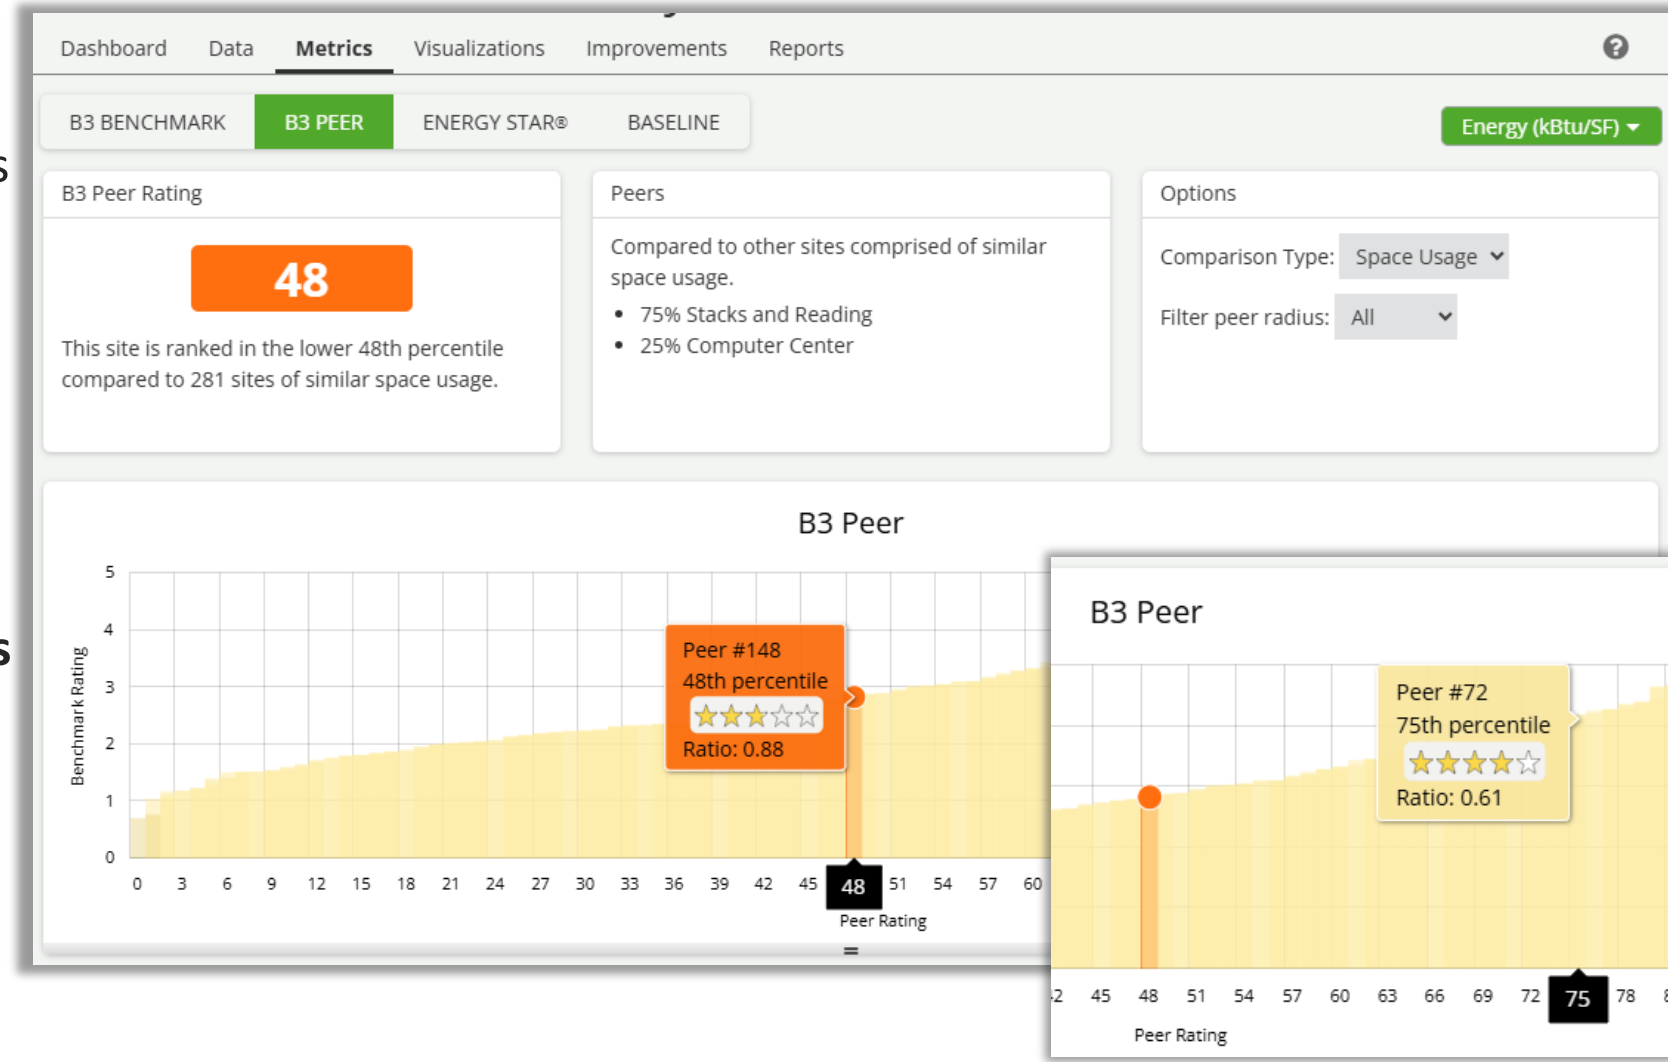 Dashboard Data Metrics Visualizations Improvements Reports
B3 BENCHMARK B3 PEER ENERGY STAR® BASELINE
Energy (kBtu/SF)
B3 Peer Rating
48
This site is ranked in the lower 48th percentile
compared to 281 sites of similar space usage.
Peers
Compared to other sites comprised of similar
space usage.
• 75% Stacks and Reading
• 25% Computer Center
Options
Comparison Type: Space Usage
Filter peer radius: All
s
s
B3 Peer
Benchmark Rating
5
4
3
2
1
0
Peer #148
48th percentile
Ratio: 0.88
0 3 6 9 12 15 18 21 24 27 30 33 36 39 42 45 48 51 54 57 60
Peer Rating
B3 Peer
Peer #72
75th percentile
Ratio: 0.61
45 48 51 54 57 60 63 66 69 72 75 78
Peer Rating